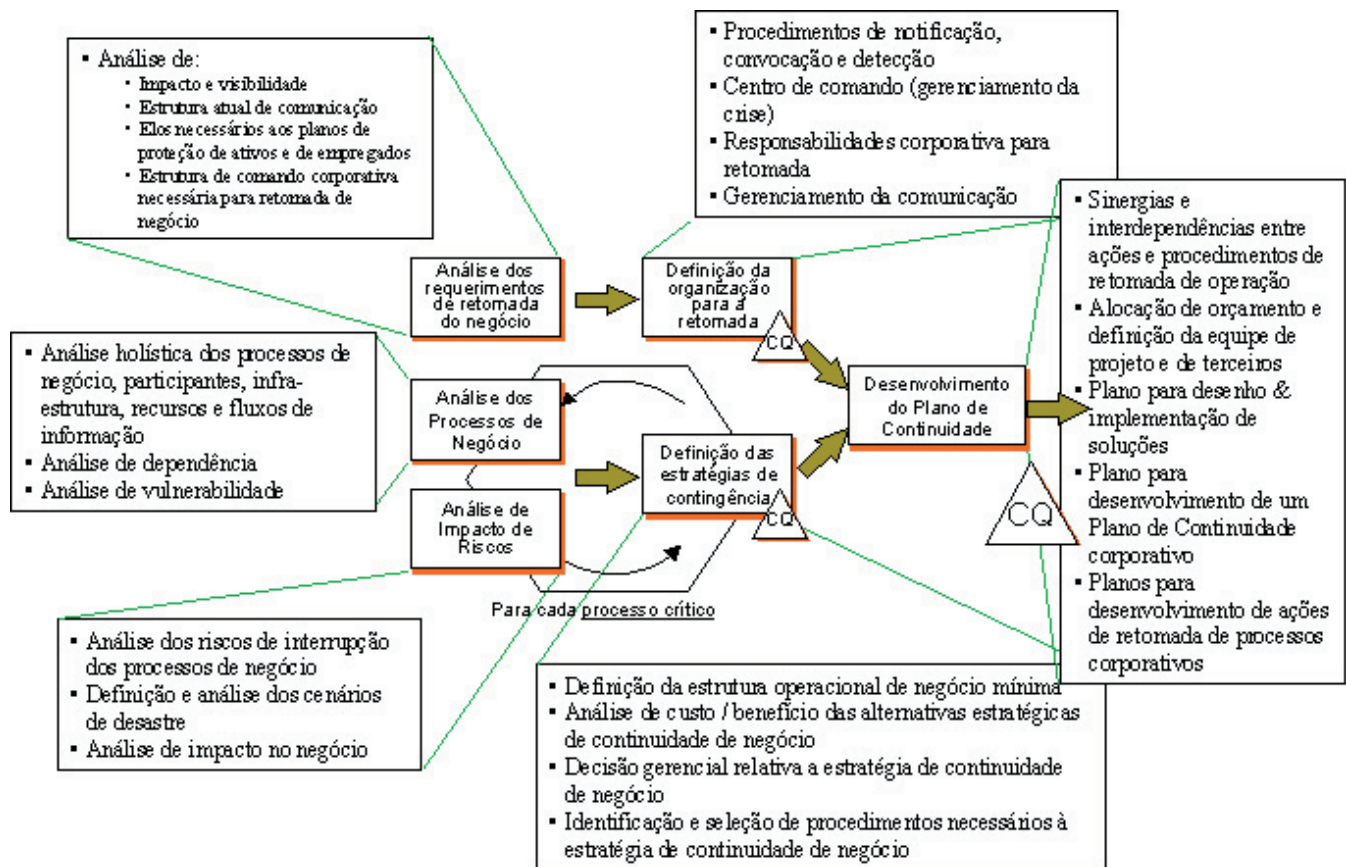 ▪ Análise de:
• Impacto e visibilidade
• Estrutura atual de comunicação
• Elos necessários aos planos de
proteção de ativos e de empregados
• Estrutura de comando corporativa
necessária para retomada de
negócio
▪ Procedimentos de notificação,
convocação e detecção
▪ Centro de comando (gerenciamento da
crise)
▪ Responsabilidades corporativa para
retomada
▪ Gerenciamento da comunicação
▪ Sinergias e
interdependências entre
ações e procedimentos de
retomada de operação
▪ Alocação de orçamento e
definição da equipe de
projeto e de terceiros
▪ Plano para desenho &
implementação de
soluções
▪ Plano para
desenvolvimento de um
Plano de Continuidade
corporativo
▪ Planos para
desenvolvimento de ações
de retomada de processos
corporativos
Análise dos
requerimentos
de retomada
do negócio
Definição da
organização
para a
retomada
CQ
▪ Análise holística dos processos de
negócio, participantes, infra-
estrutura, recursos e fluxos de
informação
▪ Análise de dependência
▪ Análise de vulnerabilidade
Análise dos
Processos de
Negócio
Desenvolvimento
do Plano de
Continuidade
Definição das
estratégias de
contingência
CQ
CQ
Análise de
Impacto de
Riscos
Para cada processo crítico
▪ Análise dos riscos de interrupção
dos processos de negócio
▪ Definição e análise dos cenários
de desastre
▪ Análise de impacto no negócio
▪ Definição da estrutura operacional de negócio mínima
▪ Análise de custo / benefício das alternativas estratégicas
de continuidade de negócio
▪ Decisão gerencial relativa a estratégia de continuidade
de negócio
▪ Identificação e seleção de procedimentos necessários à
estratégia de continuidade de negócio